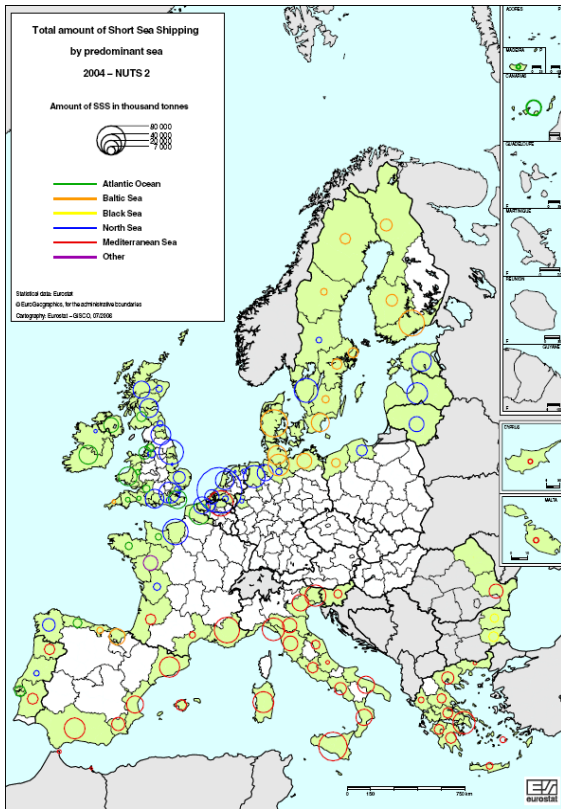 Total amount of Short Sea Shipping
by predominant sea
2004 – NUTS 2
Amount of SSS in thousand tonnes
80 000
40 000
20 000
7 000
Atlantic Ocean
Baltic Sea
Black Sea
North Sea
Mediterranean Sea
Other
Statistical data: Eurostat
© EuroGeographics, for the administrative boundaries
Cartography: Eurostat – GISCO, 07/2006
ACORES
P
MADEIRA
P
CANARIAS
E
GUADELOUPE
F
MARTINIQUE
F
REUNION
F
GUYANE
F
CYPRUS
MALTA
0
150
750 km
eurostat